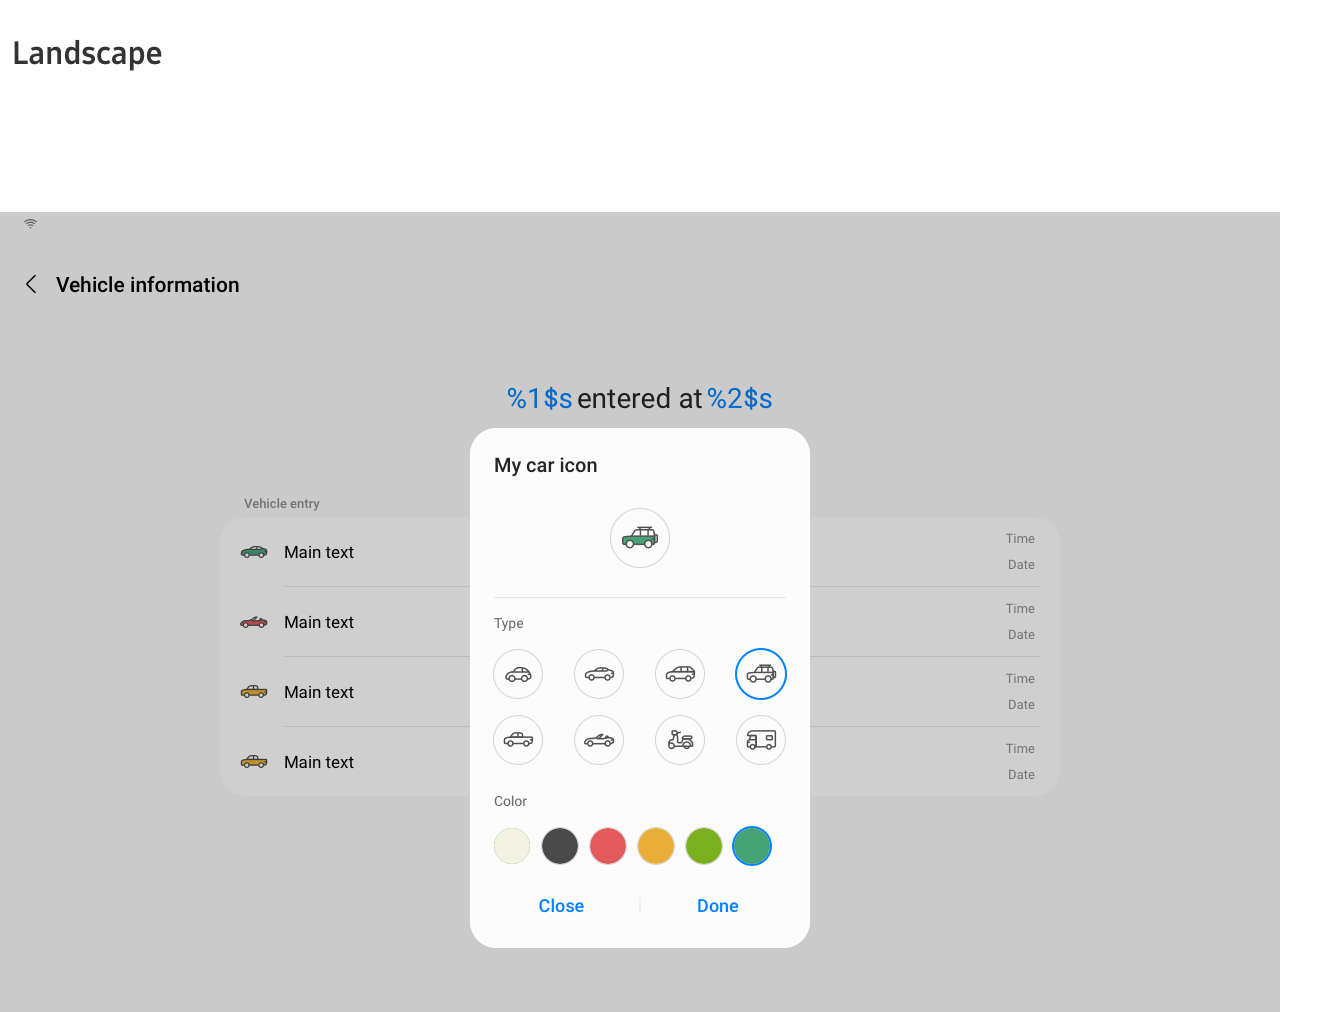 Landscape
Vehicle information
%1$s entered at %2$s
My car icon
Vehicle entry
Main text
Time
Date
Main text
Time
Date
Main text
Time
Date
Main text
Time
Date
Type
Color
Close
Done